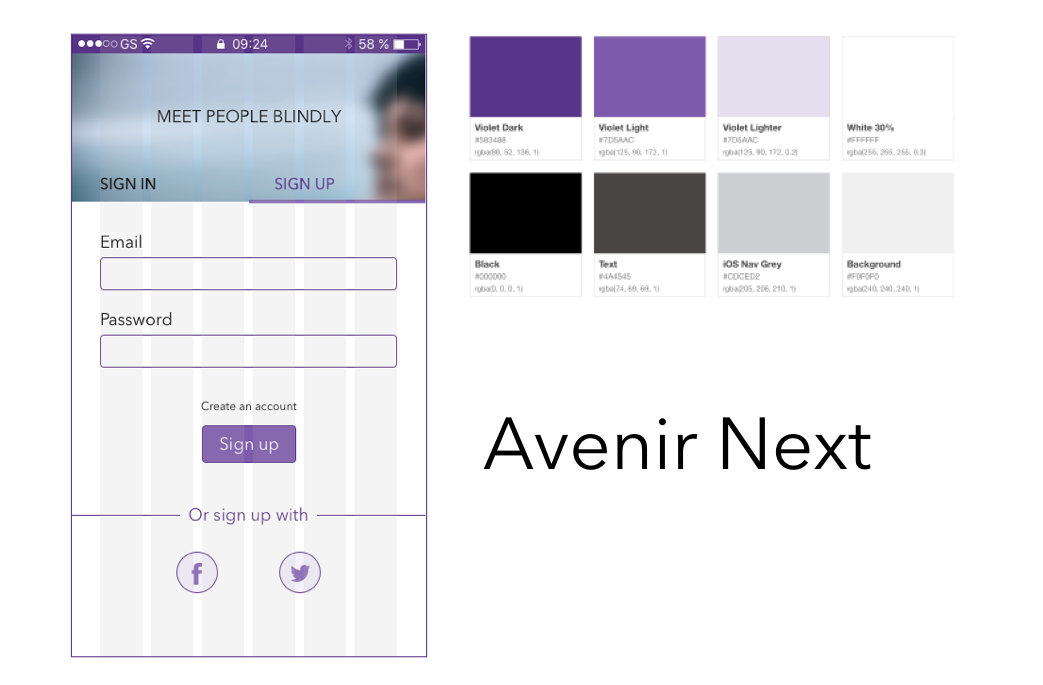 GS 09:24 58 %
MEET PEOPLE BLINDLY
SIGN IN SIGN UP
Email
Password
Create an account
Sign up
Or sign up with
Violet Dark Violet Light Violet Lighter White 30%
#583488 #7D5AAC #7D5AAC #FFFFFF
rgba(88, 52, 136, 1) rgba(125, 90, 172, 1) rgba(125, 90, 172, 0.2) rgba(255, 255, 255, 0.3)
Black Text iOS Nav Grey Background
#000000 #4A4545 #CDCED2 #F0F0F0
rgba(0, 0, 0, 1) rgba(74, 69, 69, 1) rgba(205, 206, 210, 1) rgba(240, 240, 240, 1)
Avenir Next